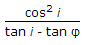 cos² i
tan i - tan φ